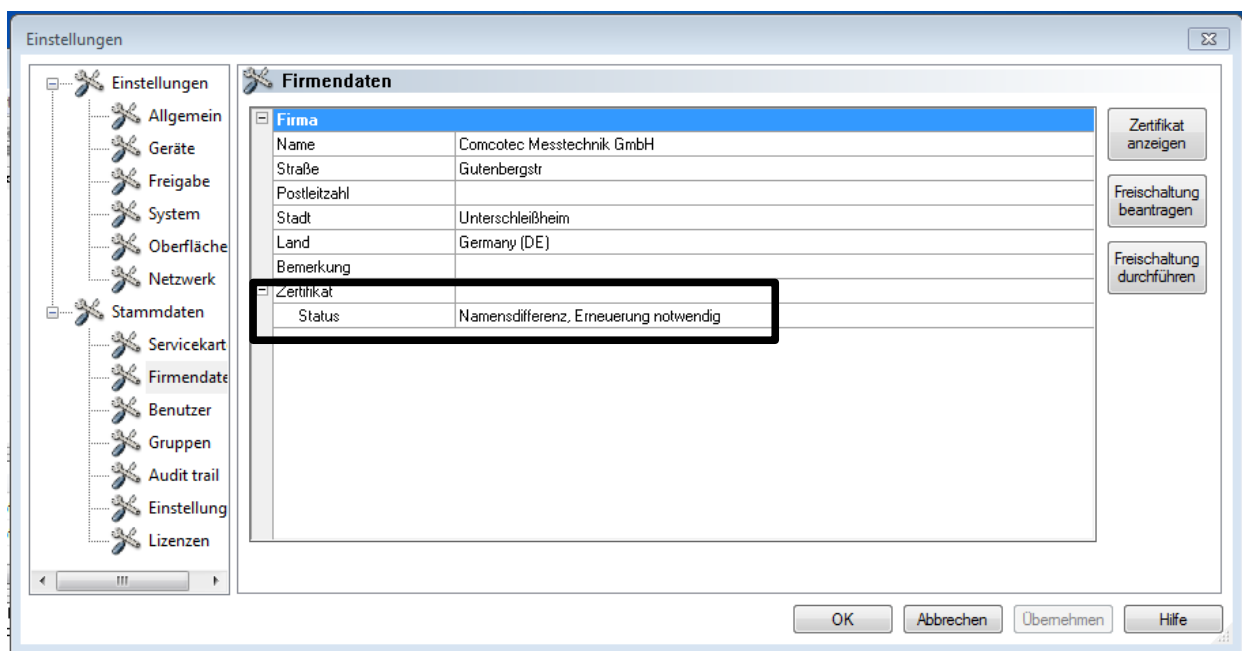 Einstellungen
Einstellungen
Allgemein
Geräte
Freigabe
System
Oberfläche
Netzwerk
Stammdaten
Servicekart
Firmendate
Benutzer
Gruppen
Audit trail
Einstellung
Lizenzen
Firmendaten
Firma
Name Comcotec Messtechnik GmbH
Straße Gutenbergstr
Postleitzahl
Stadt Unterschleißheim
Land Germany (DE)
Bemerkung
Zertifikat
Status Namensdifferenz, Erneuerung notwendig
Zertifikat
anzeigen
Freischaltung
beantragen
Freischaltung
durchführen
OK Abbrechen Übernehmen Hilfe